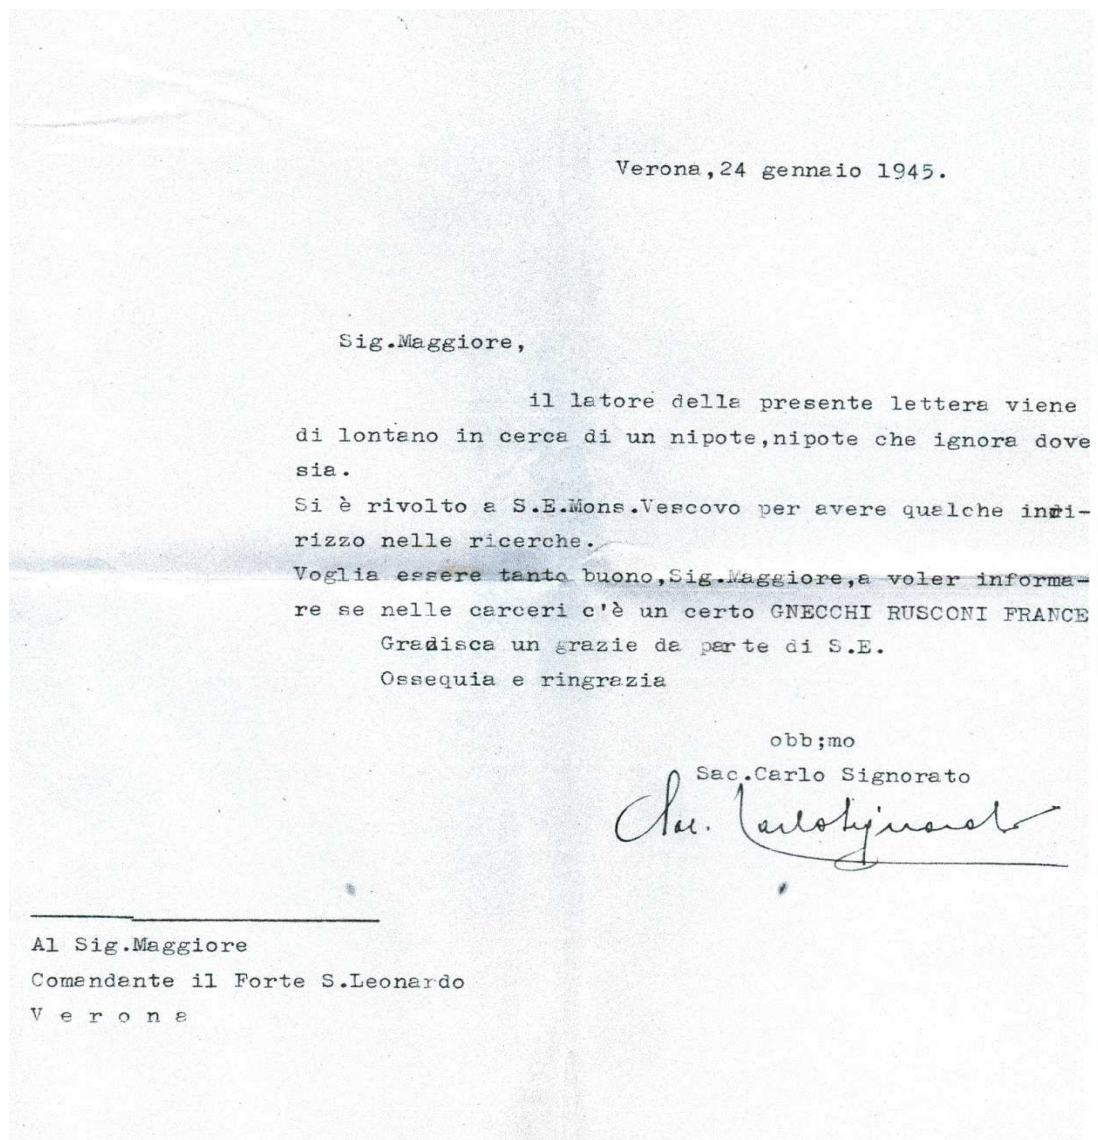 Verona,24 gennaio 1945.
Sig.Maggiore,
il latore della presente lettera viene
di lontano in cerca di un nipote,nipote che ignora dove
sia.
Si è rivolto a S.E.Mons.Vescovo per avere qualche indi-
rizzo nelle ricerche.
Voglia essere tanto buono,Sig.Maggiore,a voler informa-
re se nelle carceri c'è un certo GNECCHI RUSCONI FRANCE
Gradisca un grazie da parte di S.E.
Ossequia e ringrazia
obb;mo
Sac.Carlo Signorato
Sac. Carlo Signorato
Al Sig.Maggiore
Comandante il Forte S.Leonardo
V e r o n a